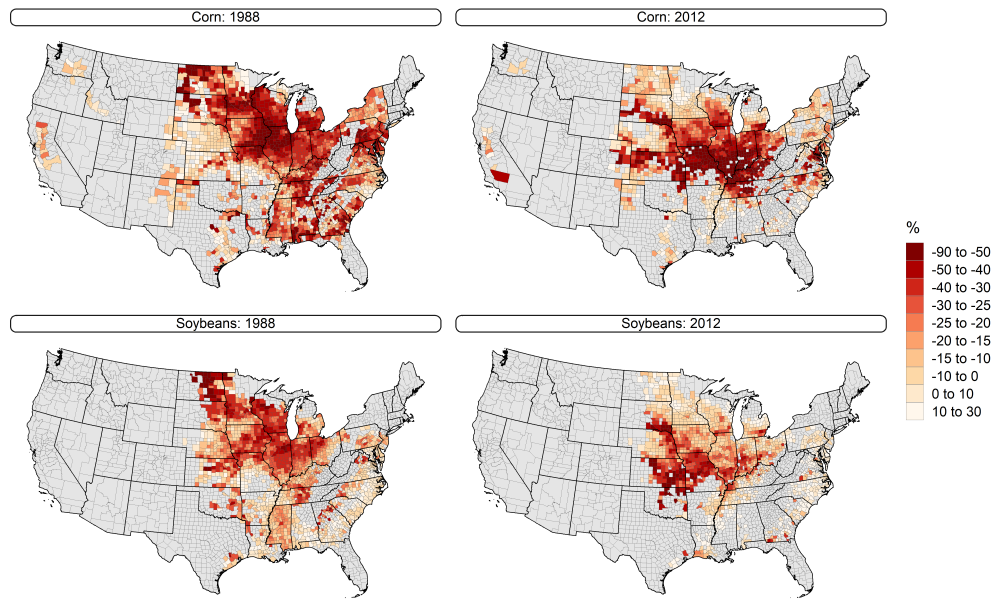 Corn: 1988
Corn: 2012
Soybeans: 1988
Soybeans: 2012
%
-90 to -50
-50 to -40
-40 to -30
-30 to -25
-25 to -20
-20 to -15
-15 to -10
-10 to 0
0 to 10
10 to 30